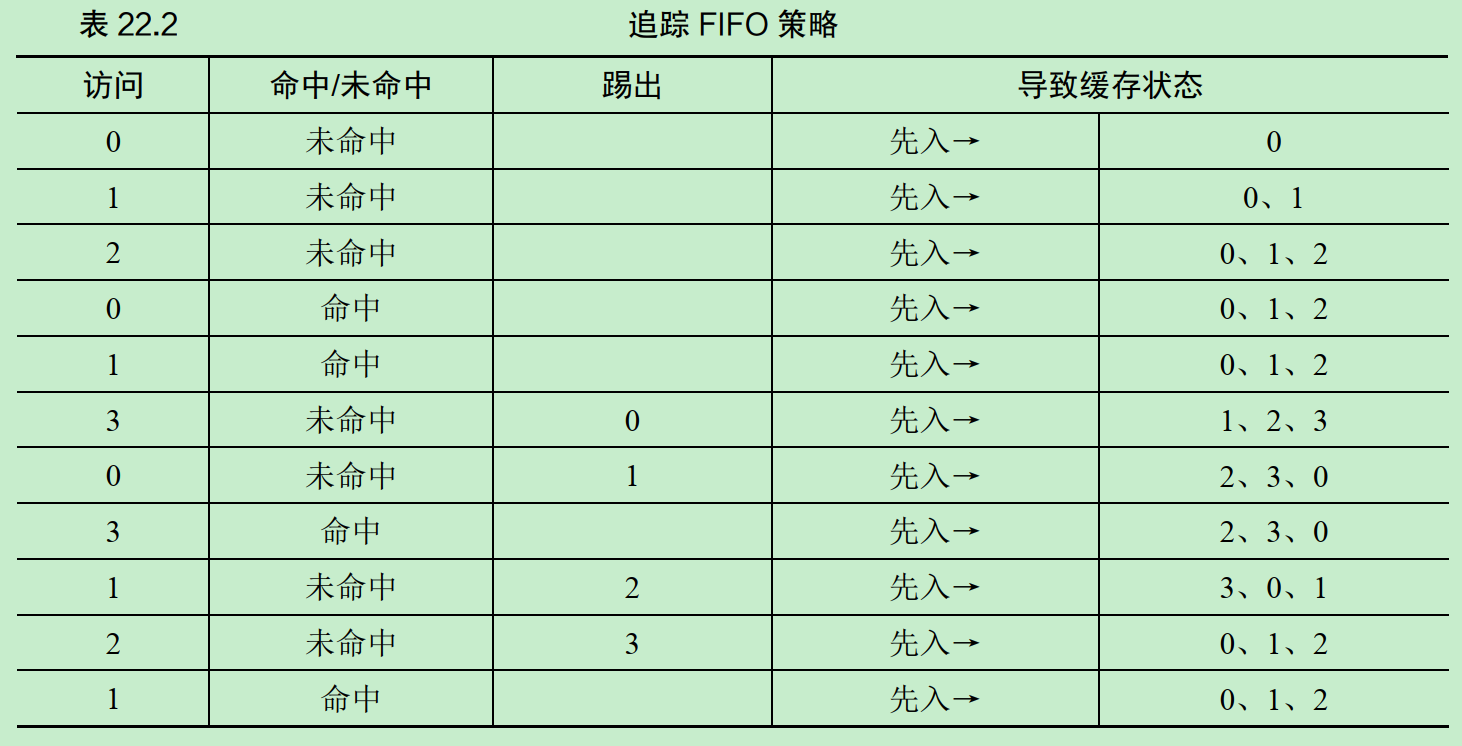 表 22.2 追踪 FIFO 策略
访问 命中/未命中 踢出 导致缓存状态
0 未命中 先入→ 0
1 未命中 先入→ 0、1
2 未命中 先入→ 0、1、2
0 命中 先入→ 0、1、2
1 命中 先入→ 0、1、2
3 未命中 0 先入→ 1、2、3
0 未命中 1 先入→ 2、3、0
3 命中 先入→ 2、3、0
1 未命中 2 先入→ 3、0、1
2 未命中 3 先入→ 0、1、2
1 命中 先入→ 0、1、2